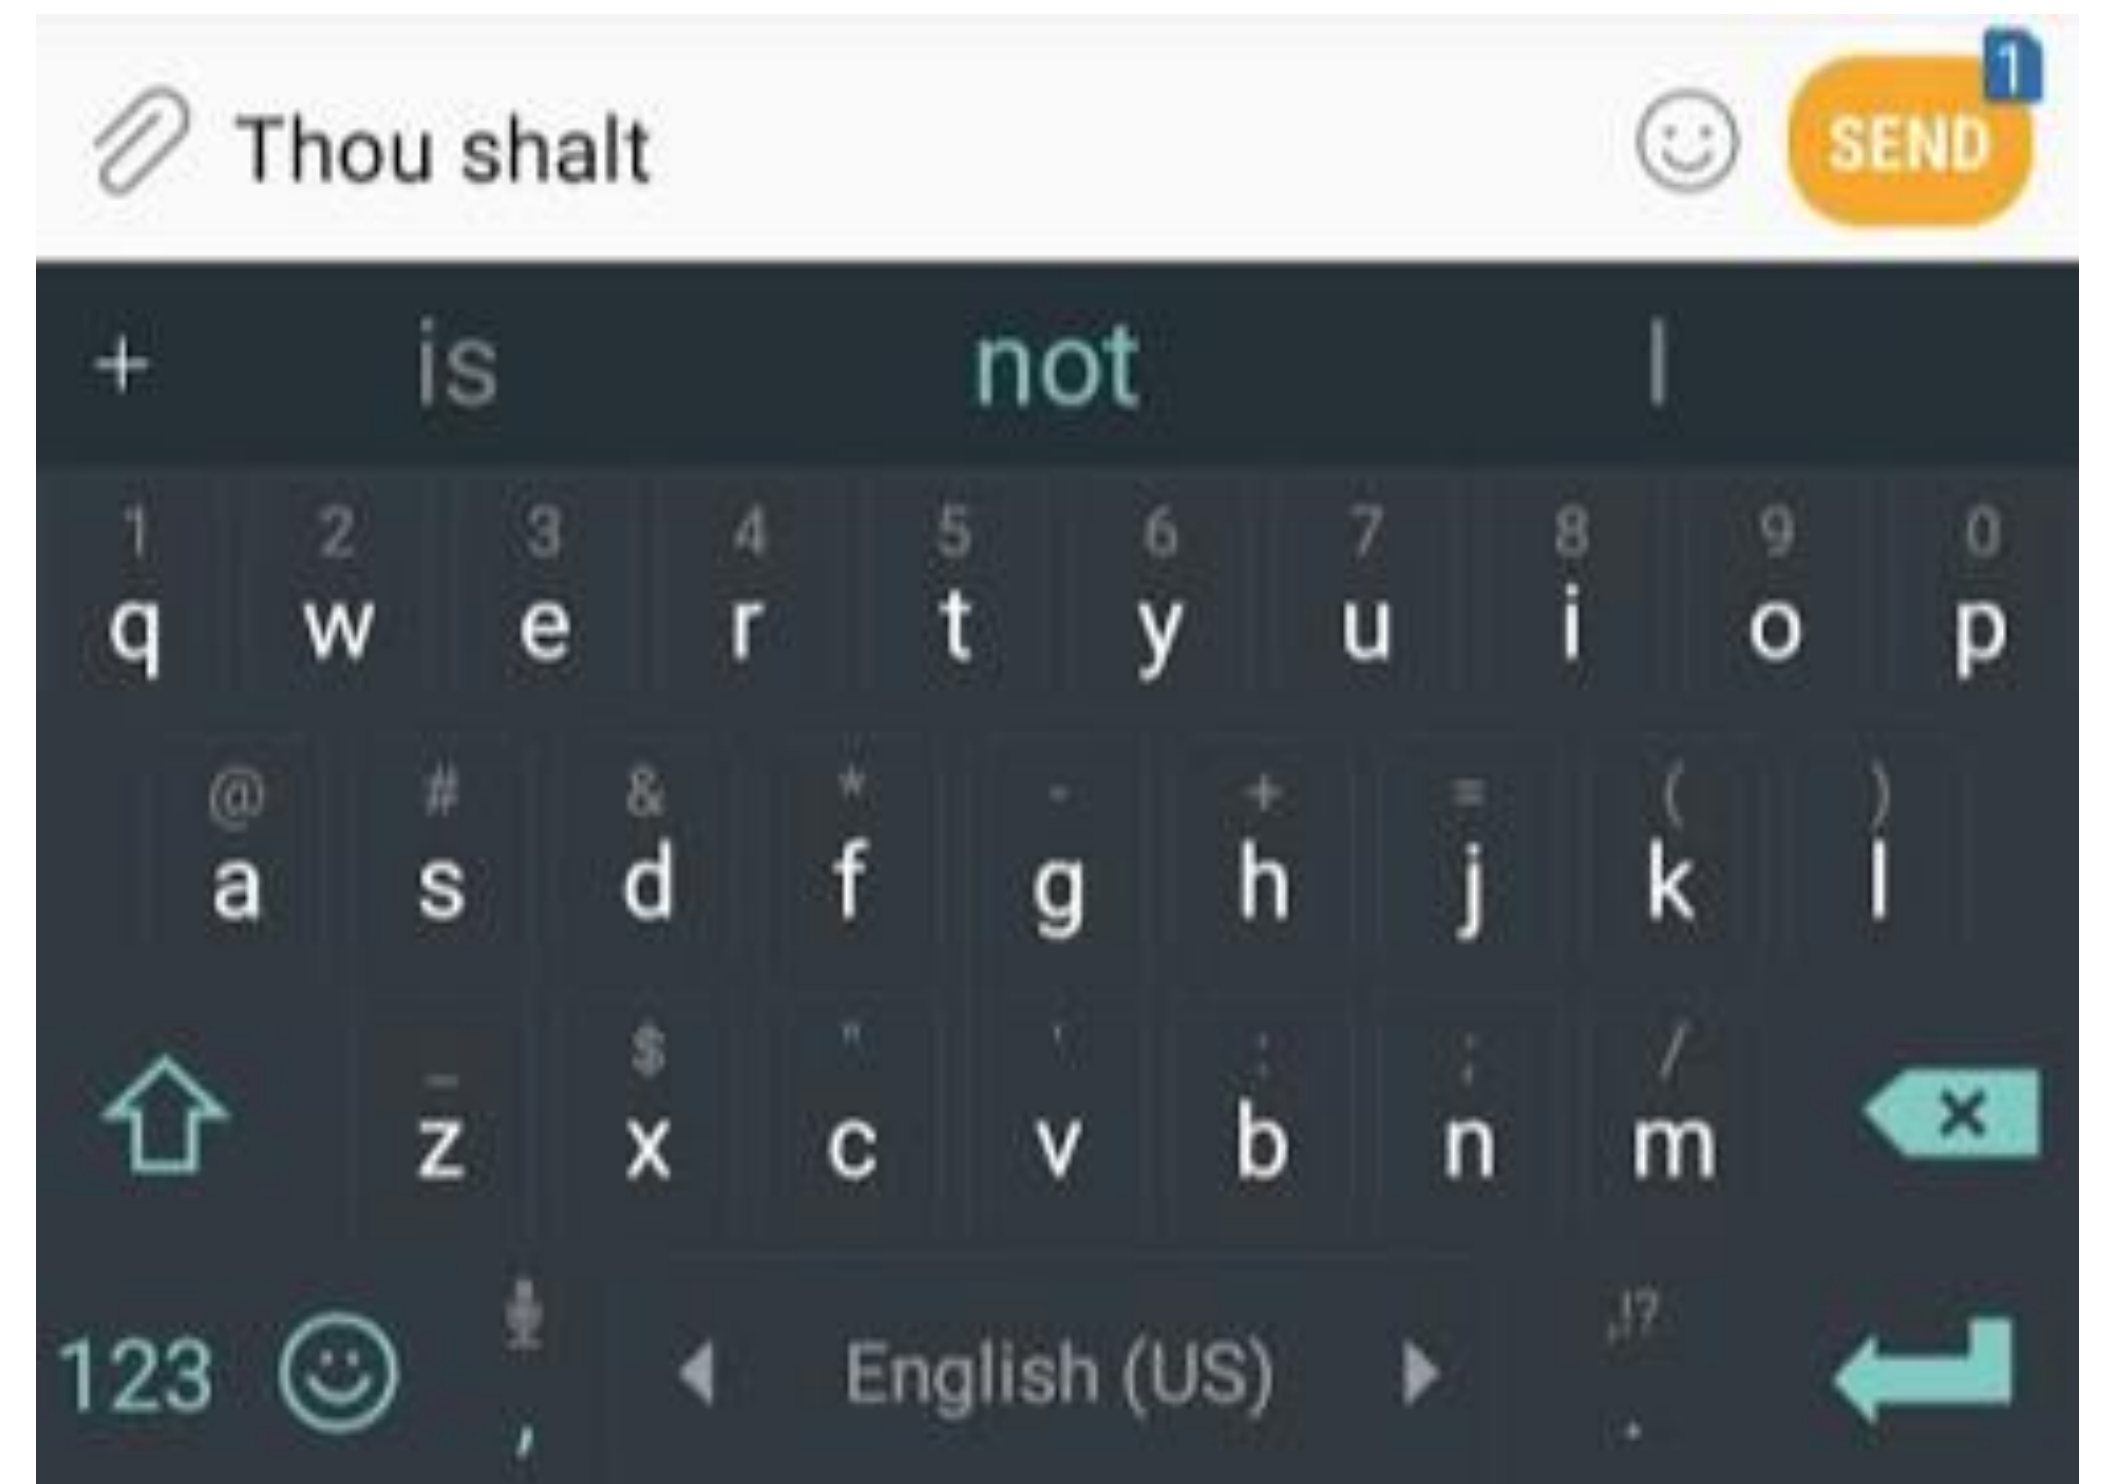 Thou shalt
1
SEND
+ is not I
1 2 3 4 5 6 7 8 9 0
q w e r t y u i o p
@ # & * - + = ( )
a s d f g h j k l
_ $ " ' : ; /
z x c v b n m
,!?
123 , English (US) .